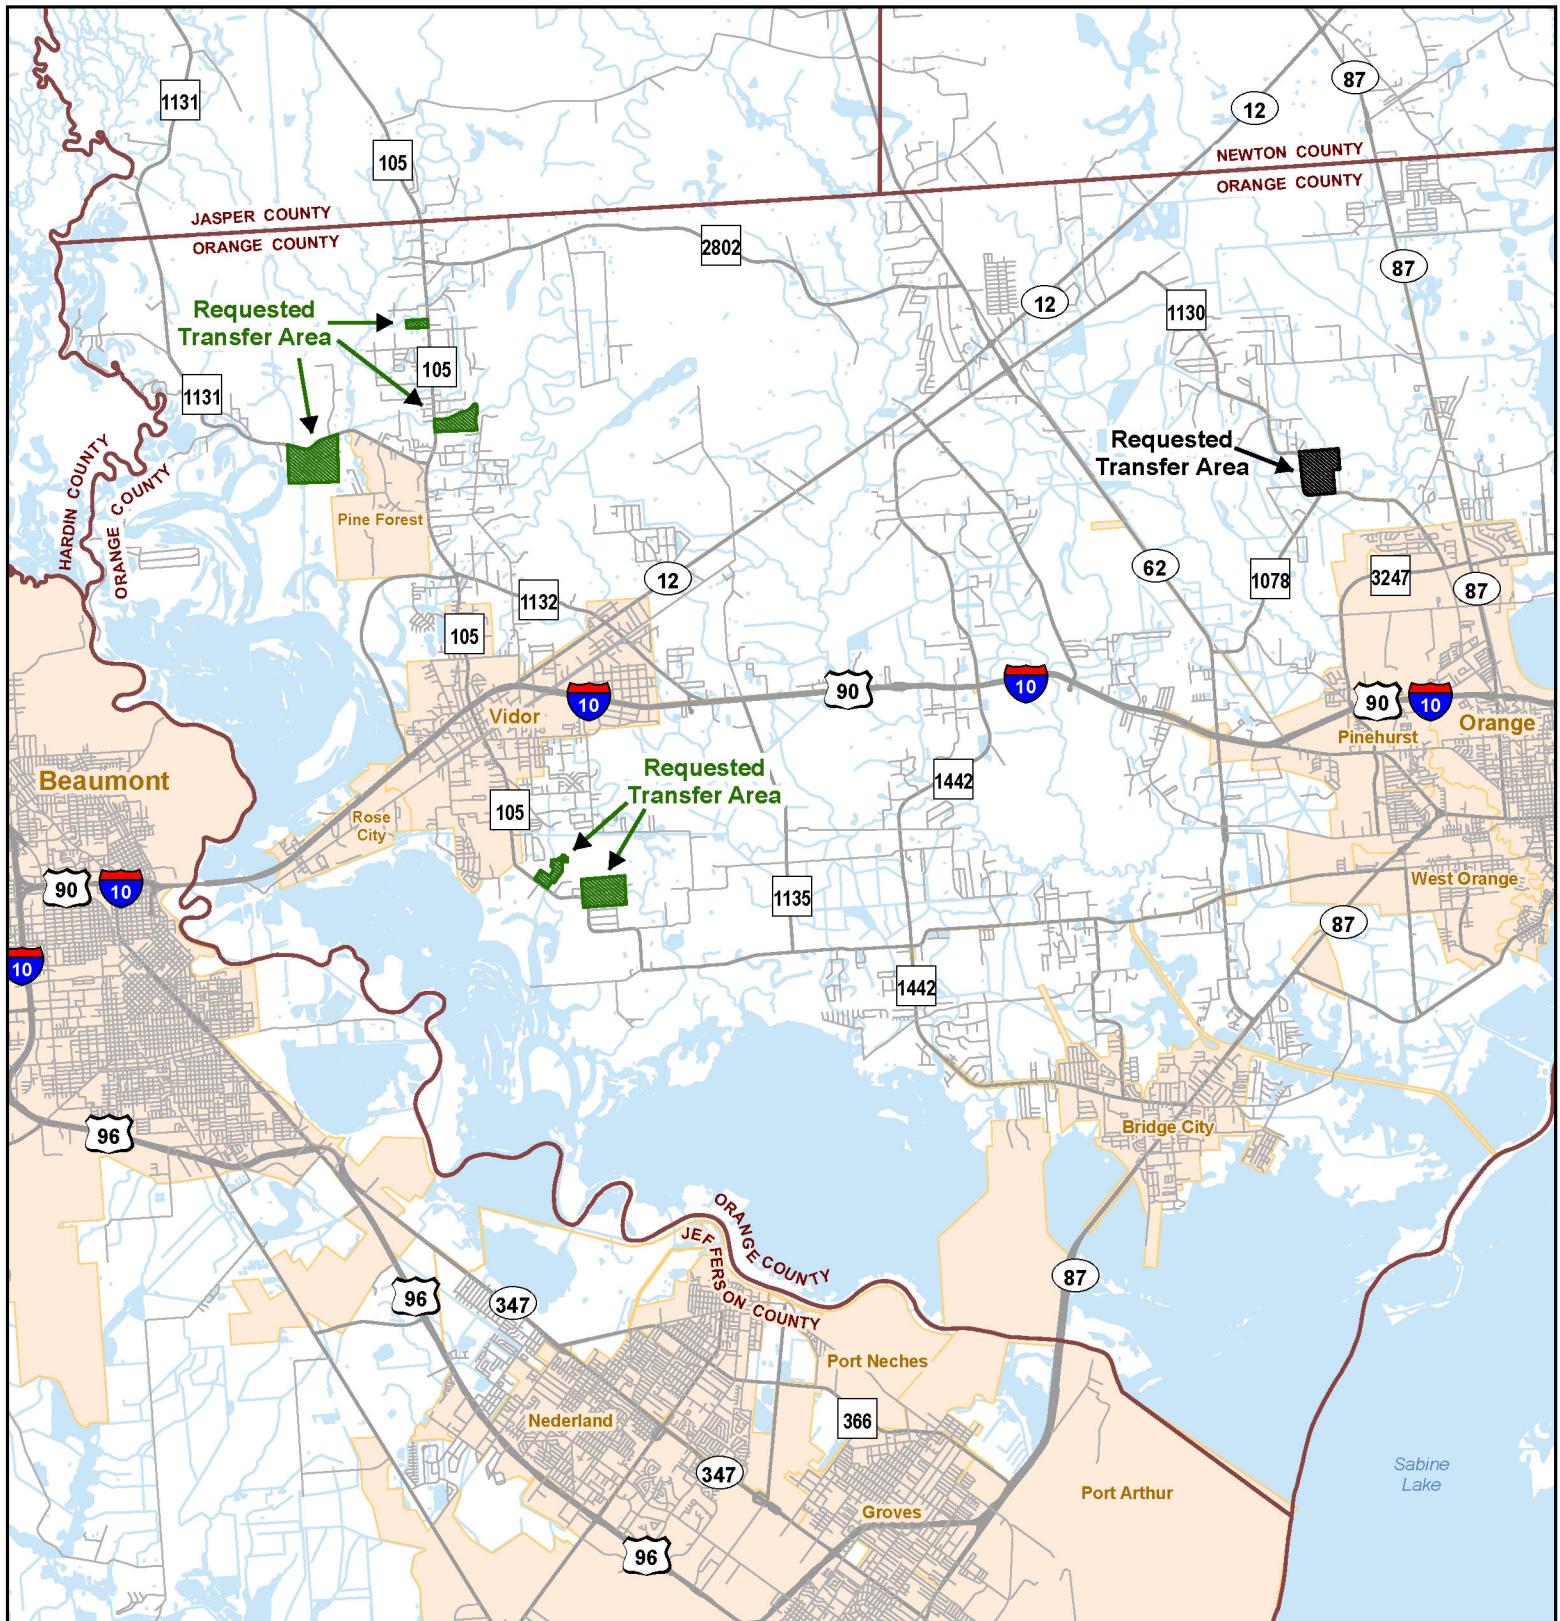 87
12
1131
105
NEWTON COUNTY
ORANGE COUNTY
JASPER COUNTY
ORANGE COUNTY
2802
87
12
1130
Requested
Transfer Area
105
1131
Requested
Transfer Area
HARDIN COUNTY
ORANGE COUNTY
Pine Forest
62
12
1078
3247
87
1132
105
90
10
10
90
10
Vidor
Orange
Pinehurst
Beaumont
Requested
Transfer Area
1442
105
Rose
City
90
10
1135
West Orange
87
10
1442
96
Bridge City
ORANGE COUNTY
JEFFERSON COUNTY
87
96
347
Port Neches
366
Nederland
347
Sabine
Lake
Port Arthur
Groves
96